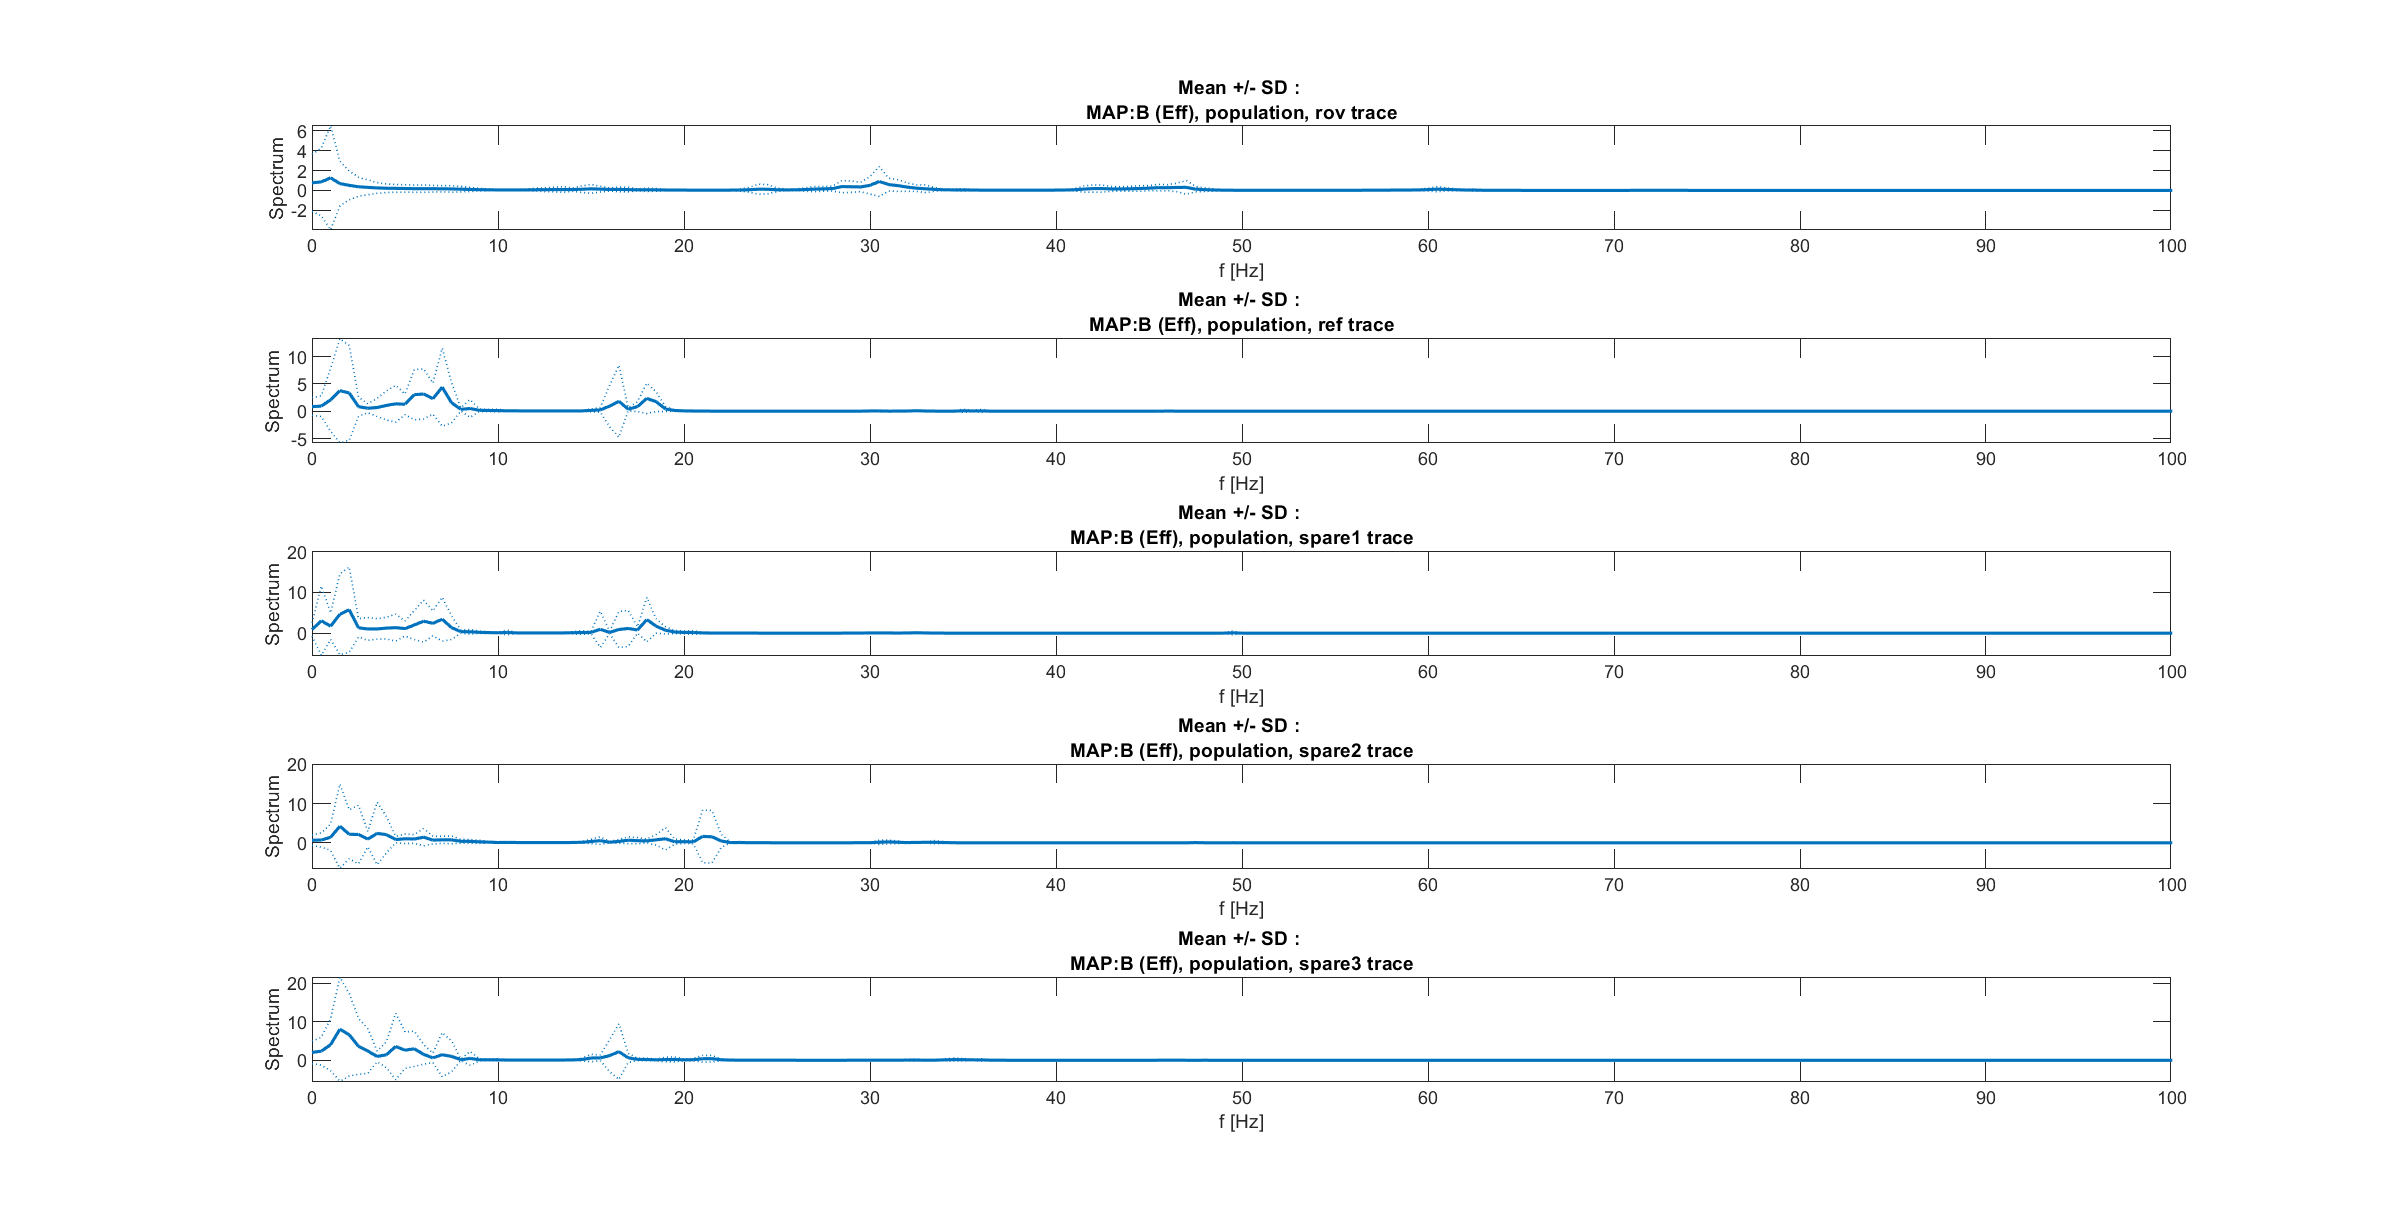 Mean +/- SD :
MAP:B (Eff), population, rov trace
Spectrum
6
4
2
0
-2
0 10 20 30 40 50 60 70 80 90 100
f [Hz]
Mean +/- SD :
MAP:B (Eff), population, ref trace
Spectrum
10
5
0
-5
0 10 20 30 40 50 60 70 80 90 100
f [Hz]
Mean +/- SD :
MAP:B (Eff), population, spare1 trace
Spectrum
20
10
0
0 10 20 30 40 50 60 70 80 90 100
f [Hz]
Mean +/- SD :
MAP:B (Eff), population, spare2 trace
Spectrum
20
10
0
0 10 20 30 40 50 60 70 80 90 100
f [Hz]
Mean +/- SD :
MAP:B (Eff), population, spare3 trace
Spectrum
20
10
0
0 10 20 30 40 50 60 70 80 90 100
f [Hz]